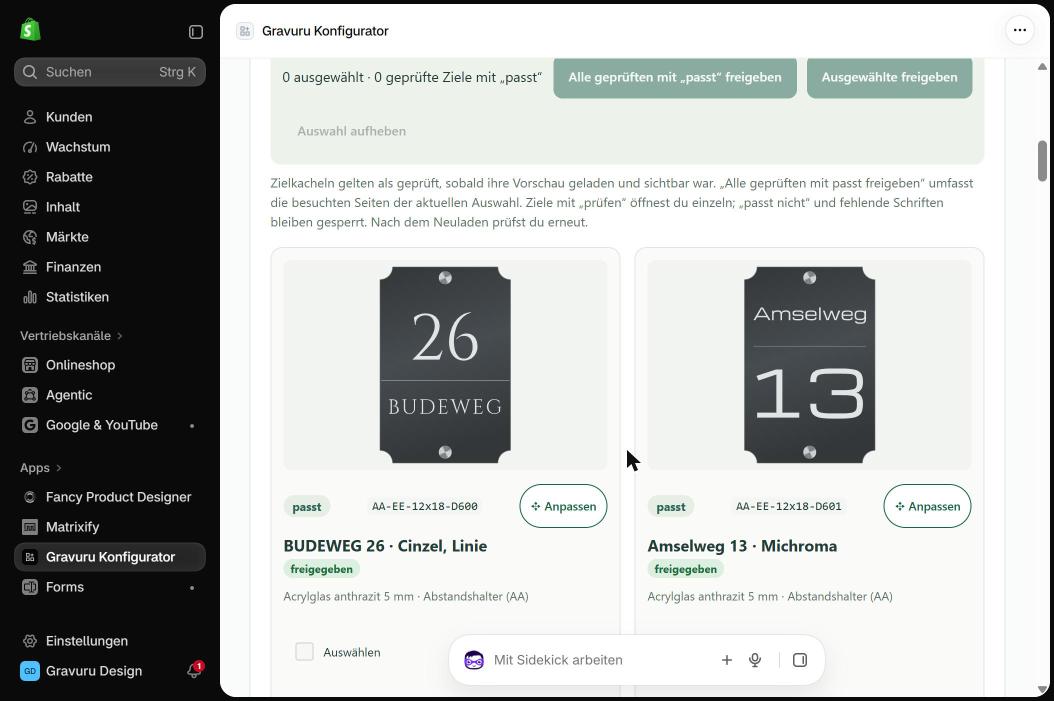 Gravuru Konfigurator
Suchen Strg K
Kunden
Wachstum
Rabatte
Inhalt
Märkte
Finanzen
Statistiken
Vertriebskanäle
Onlineshop
Agentic
Google & YouTube
Apps
Fancy Product Designer
Matrixify
Gravuru Konfigurator
Forms
Einstellungen
GD Gravuru Design 1
0 ausgewählt · 0 geprüfte Ziele mit „passt“ Alle geprüften mit „passt“ freigeben Ausgewählte freigeben
Auswahl aufheben
Zielkacheln gelten als geprüft, sobald ihre Vorschau geladen und sichtbar war. „Alle geprüften mit passt freigeben“ umfasst
die besuchten Seiten der aktuellen Auswahl. Ziele mit „prüfen“ öffnest du einzeln; „passt nicht“ und fehlende Schriften
bleiben gesperrt. Nach dem Neuladen prüfst du erneut.
26
BUDEWEG
passt AA-EE-12x18-D600 Anpassen
BUDEWEG 26 · Cinzel, Linie
freigegeben
Acrylglas anthrazit 5 mm · Abstandshalter (AA)
Auswählen
Amselweg
13
passt AA-EE-12x18-D601 Anpassen
Amselweg 13 · Michroma
freigegeben
Acrylglas anthrazit 5 mm · Abstandshalter (AA)
Mit Sidekick arbeiten